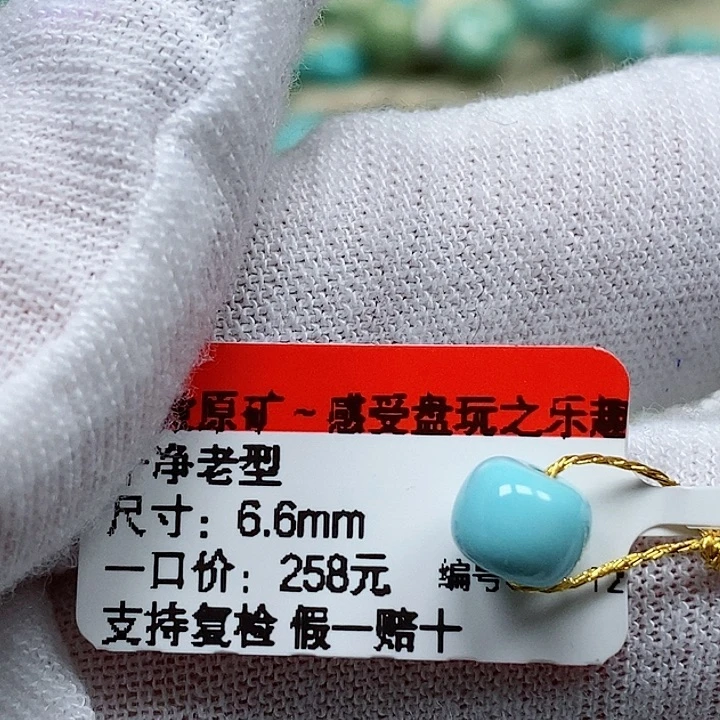 原矿~感受盘玩之乐趣
净老型
尺寸：6.6mm
一口价：258元 编号
支持复检 假一赔十